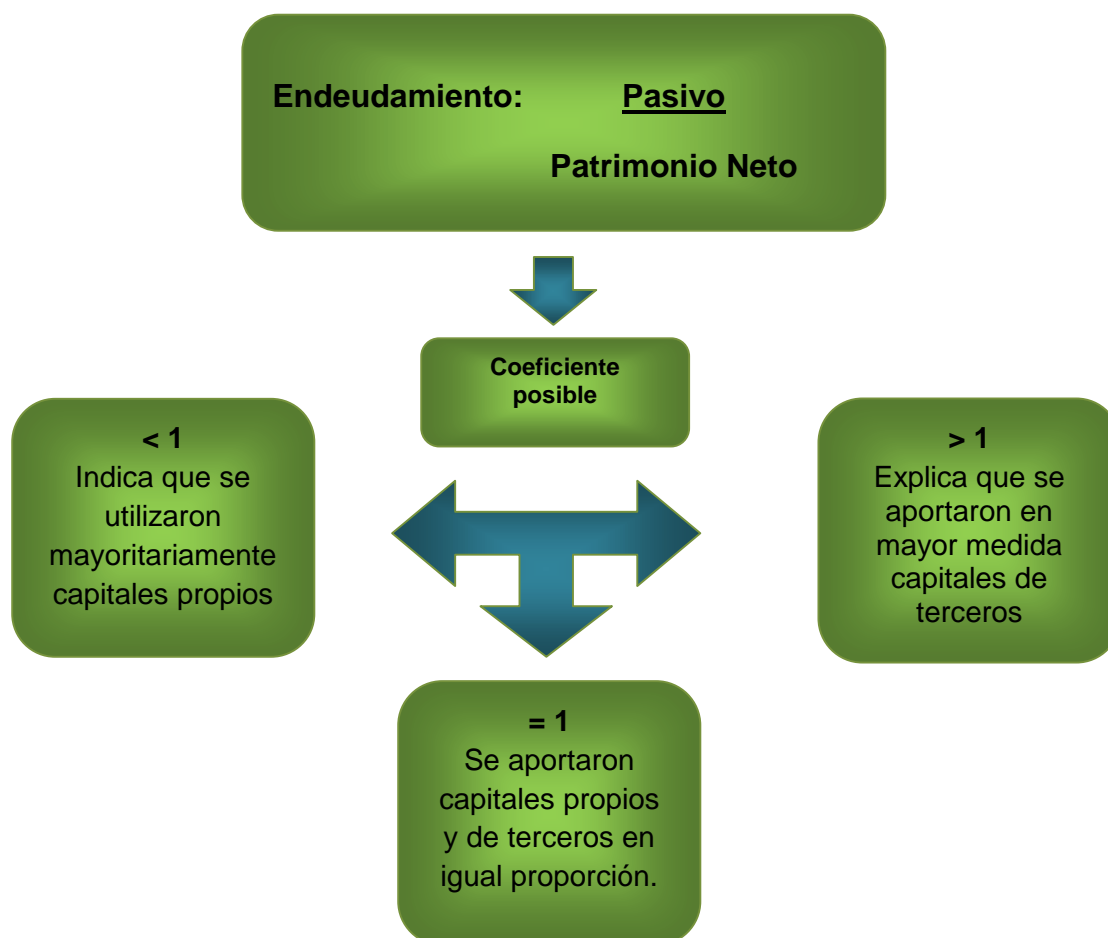 Endeudamiento: Pasivo
Patrimonio Neto
Coeficiente
posible
< 1
Indica que se
utilizaron
mayoritariamente
capitales propios
> 1
Explica que se
aportaron en
mayor medida
capitales de
terceros
= 1
Se aportaron
capitales propios
y de terceros en
igual proporción.